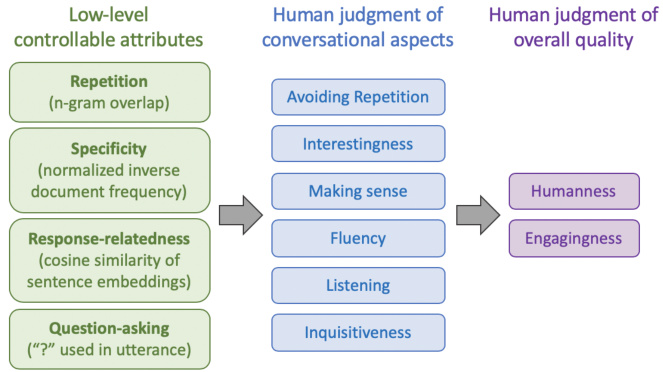 Low-level
controllable attributes
Repetition
(n-gram overlap)
Specificity
(normalized inverse
document frequency)
Response-relatedness
(cosine similarity of
sentence embeddings)
Question-asking
(“?” used in utterance)
Human judgment of
conversational aspects
Avoiding Repetition
Interestingness
Making sense
Fluency
Listening
Inquisitiveness
Human judgment of
overall quality
Humanness
Engagingness